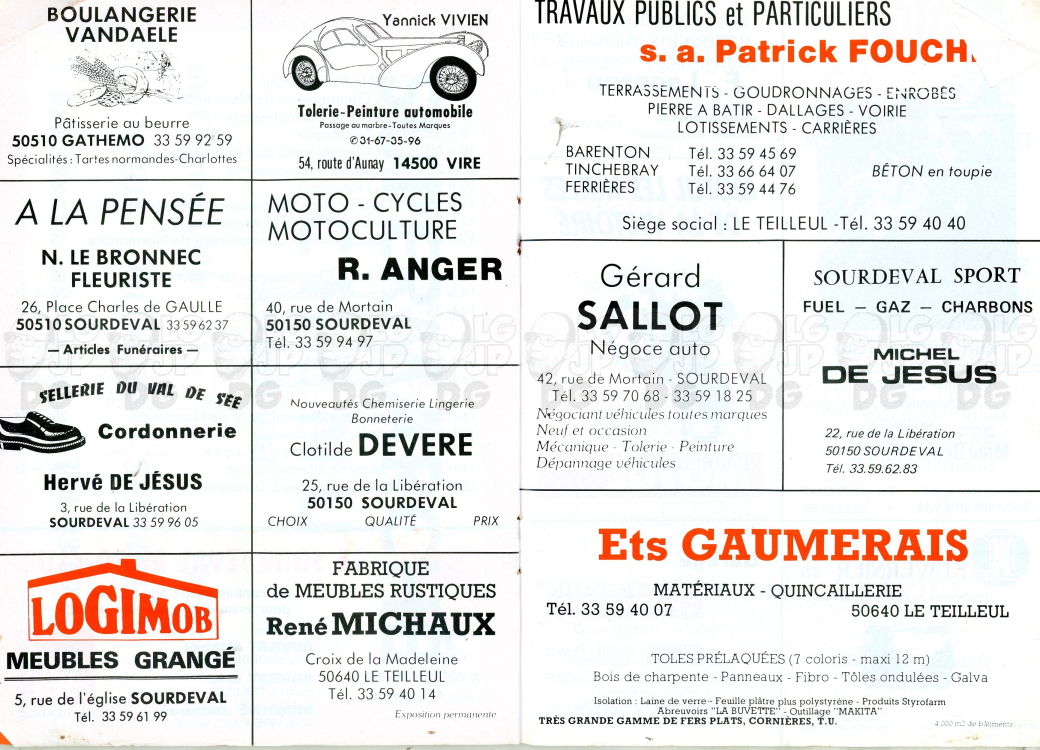 BOULANGERIE
VANDAELE
Pâtisserie au beurre
50510 GATHEMO 33 59 92 59
Spécialités : Tartes normandes-Charlottes
Yannick VIVIEN
Tolerie-Peinture automobile
Passage au marbre-Toutes Marques
✆ 31-67-35-96
54, route d'Aunay 14500 VIRE
A LA PENSÉE
N. LE BRONNEC
FLEURISTE
26, Place Charles de GAULLE
50510 SOURDEVAL 33 59 62 37
— Articles Funéraires —
MOTO - CYCLES
MOTOCULTURE
R. ANGER
40, rue de Mortain
50150 SOURDEVAL
Tél. 33 59 94 97
SELLERIE DU VAL DE SÉE
Cordonnerie
Hervé DE JÉSUS
3, rue de la Libération
SOURDEVAL 33 59 96 05
Nouveautés Chemiserie Lingerie
Bonneterie
Clotilde DEVERE
25, rue de la Libération
50150 SOURDEVAL
CHOIX QUALITÉ PRIX
LOGIMOB
MEUBLES GRANGÉ
5, rue de l'église SOURDEVAL
Tél. 33 59 61 99
FABRIQUE
de MEUBLES RUSTIQUES
René MICHAUX
Croix de la Madeleine
50640 LE TEILLEUL
Tél. 33 59 40 14
Exposition permanente
TRAVAUX PUBLICS et PARTICULIERS
s. a. Patrick FOUCH
TERRASSEMENTS - GOUDRONNAGES - ENROBÉS
PIERRE A BATIR - DALLAGES - VOIRIE
LOTISSEMENTS - CARRIÈRES
BARENTON Tél. 33 59 45 69
TINCHEBRAY Tél. 33 66 64 07 BÉTON en toupie
FERRIÈRES Tél. 33 59 44 76
Siège social : LE TEILLEUL - Tél. 33 59 40 40
Gérard
SALLOT
Négoce auto
42, rue de Mortain - SOURDEVAL
Tél. 33 59 70 68 - 33 59 18 25
Négociant véhicules toutes marques
Neuf et occasion
Mécanique - Tolerie - Peinture
Dépannage véhicules
SOURDEVAL SPORT
FUEL — GAZ — CHARBONS
MICHEL
DE JESUS
22, rue de la Libération
50150 SOURDEVAL
Tél. 33.59.62.83
Ets GAUMERAIS
MATÉRIAUX - QUINCAILLERIE
Tél. 33 59 40 07 50640 LE TEILLEUL
TOLES PRÉLAQUÉES (7 coloris - maxi 12 m)
Bois de charpente - Panneaux - Fibro - Tôles ondulées - Galva
Isolation : Laine de verre - Feuille plâtre plus polystyrène - Produits Styrofarm
Abreuvoirs "LA BUVETTE" - Outillage "MAKITA"
TRÈS GRANDE GAMME DE FERS PLATS, CORNIÈRES, T.U.
4 000 m2 de bâtiments
LG JP DG